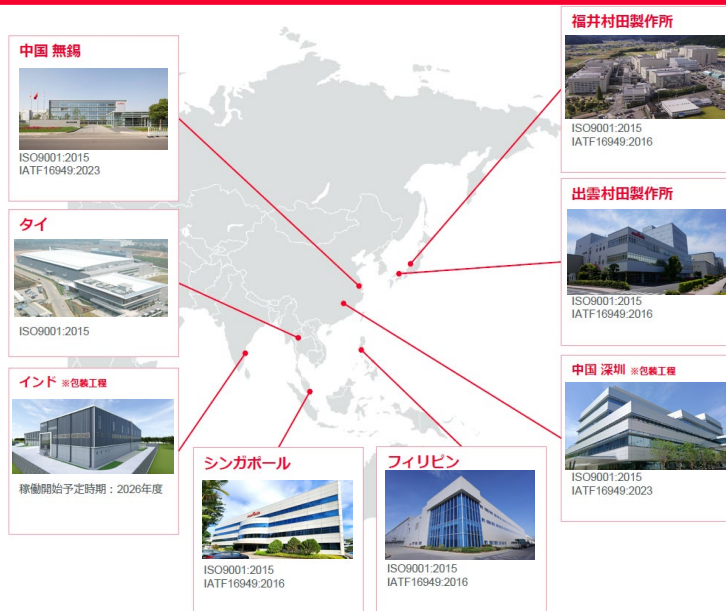 中国 無錫
ISO9001:2015
IATF16949:2023
タイ
ISO9001:2015
インド ※包装工程
稼働開始予定時期：2026年度
シンガポール
ISO9001:2015
IATF16949:2016
フィリピン
ISO9001:2015
IATF16949:2016
福井村田製作所
ISO9001:2015
IATF16949:2016
出雲村田製作所
ISO9001:2015
IATF16949:2016
中国 深圳 ※包装工程
ISO9001:2015
IATF16949:2023